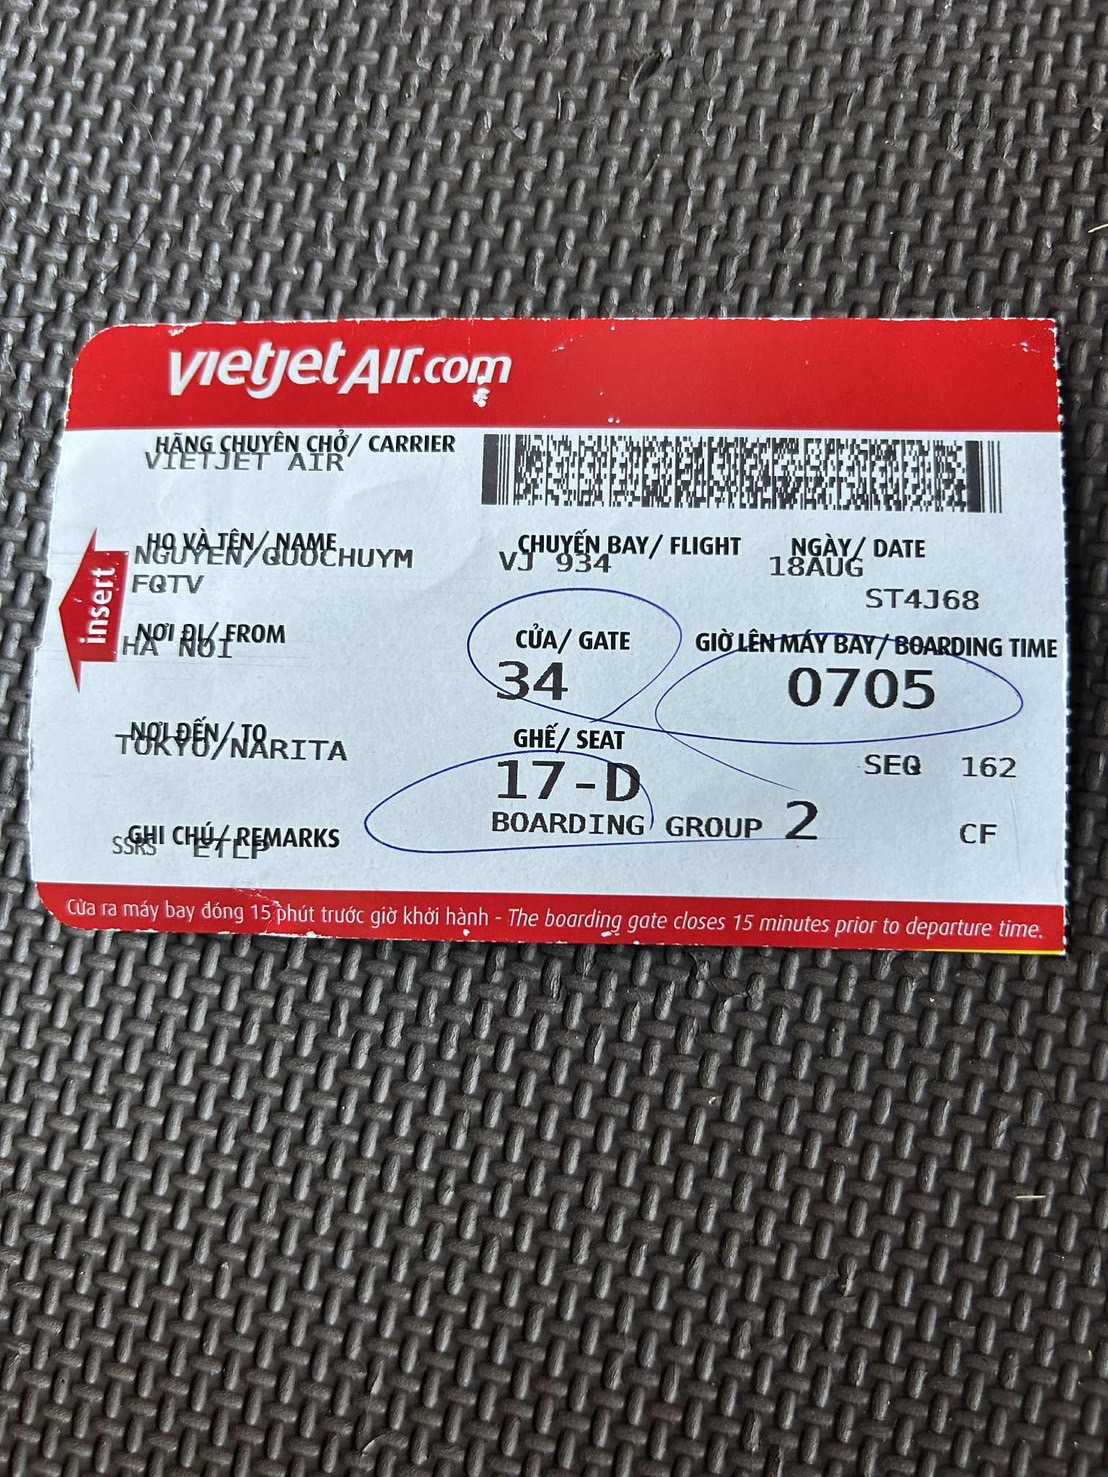 vietjetAir.com
HÃNG CHUYÊN CHỞ/ CARRIER
VIETJET AIR
HỌ VÀ TÊN/ NAME
NGUYEN/QUOCHUYM
FQTV
CHUYẾN BAY/ FLIGHT
VJ 934
NGÀY/ DATE
18AUG
ST4J68
insert
NƠI ĐI/ FROM
HA NOI
CỬA/ GATE
34
GIỜ LÊN MÁY BAY/ BOARDING TIME
0705
NƠI ĐẾN/ TO
TOKYO/NARITA
GHẾ/ SEAT
17-D
SEQ 162
BOARDING GROUP 2
CF
GHI CHÚ/ REMARKS
SSRS ETLP
Cửa ra máy bay đóng 15 phút trước giờ khởi hành - The boarding gate closes 15 minutes prior to departure time.